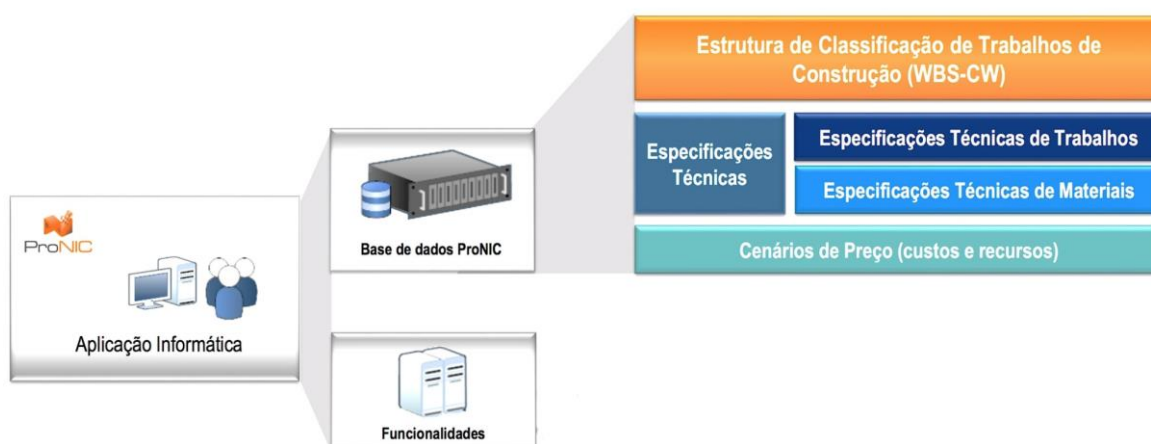 Estrutura de Classificação de Trabalhos de
Construção (WBS-CW)
Especificações
Técnicas
Especificações Técnicas de Trabalhos
Especificações Técnicas de Materiais
Cenários de Preço (custos e recursos)
Base de dados ProNIC
ProNIC
Aplicação Informática
Funcionalidades